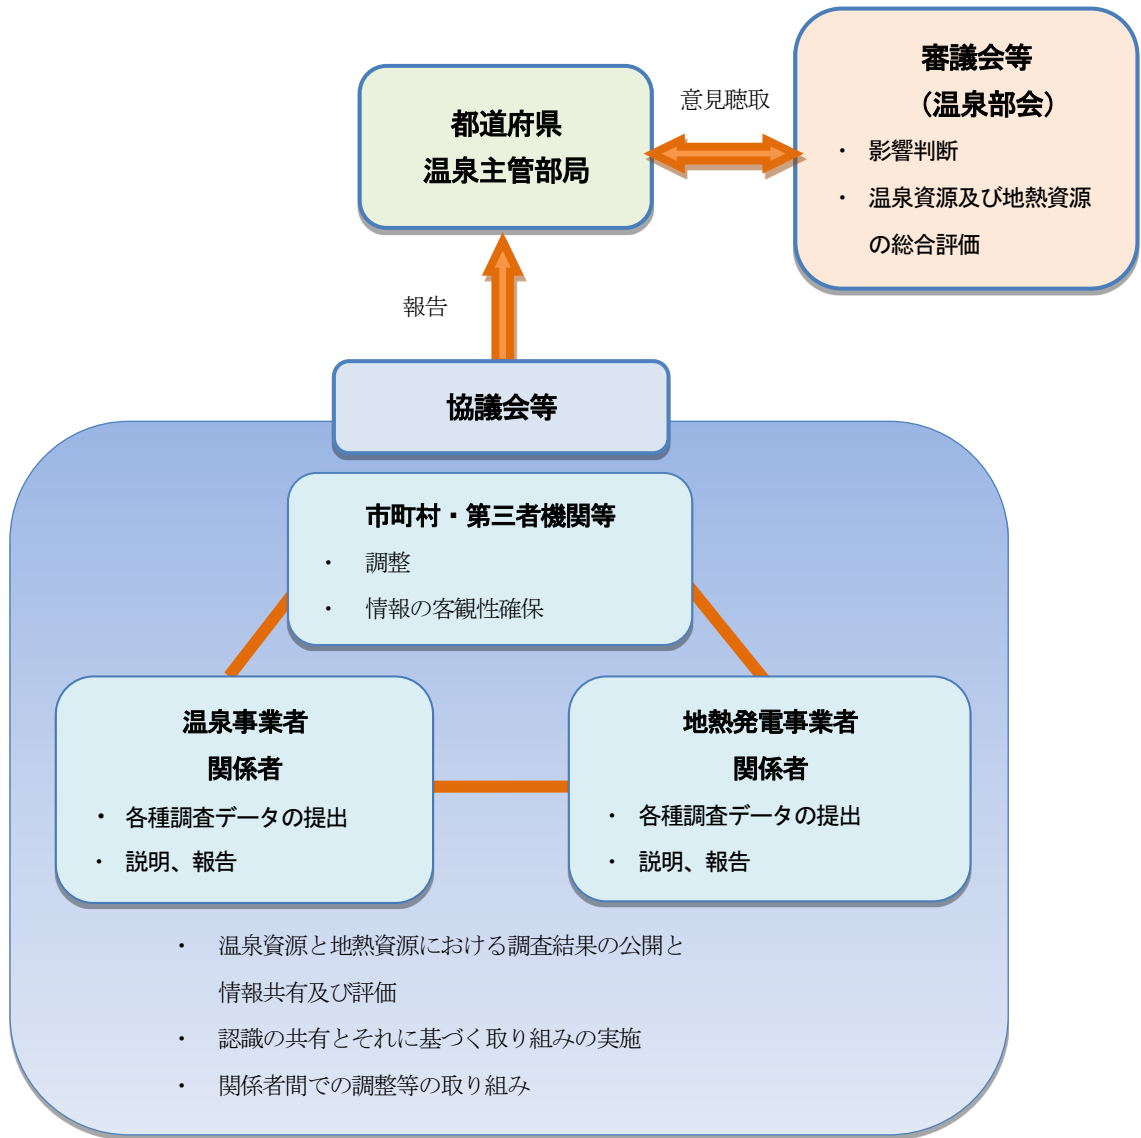 審議会等
（温泉部会）
・ 影響判断
・ 温泉資源及び地熱資源
の総合評価
意見聴取
都道府県
温泉主管部局
報告
協議会等
市町村・第三者機関等
・ 調整
・ 情報の客観性確保
温泉事業者
関係者
・ 各種調査データの提出
・ 説明、報告
地熱発電事業者
関係者
・ 各種調査データの提出
・ 説明、報告
・ 温泉資源と地熱資源における調査結果の公開と
情報共有及び評価
・ 認識の共有とそれに基づく取り組みの実施
・ 関係者間での調整等の取り組み